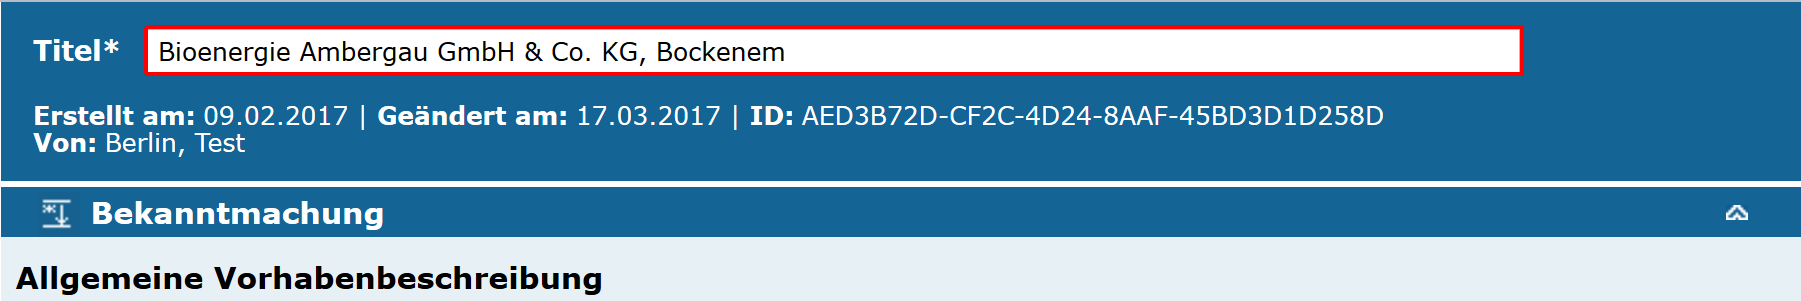 Titel* Bioenergie Ambergau GmbH & Co. KG, Bockenem
Erstellt am: 09.02.2017 | Geändert am: 17.03.2017 | ID: AED3B72D-CF2C-4D24-8AAF-45BD3D1D258D
Von: Berlin, Test
Bekanntmachung
Allgemeine Vorhabenbeschreibung